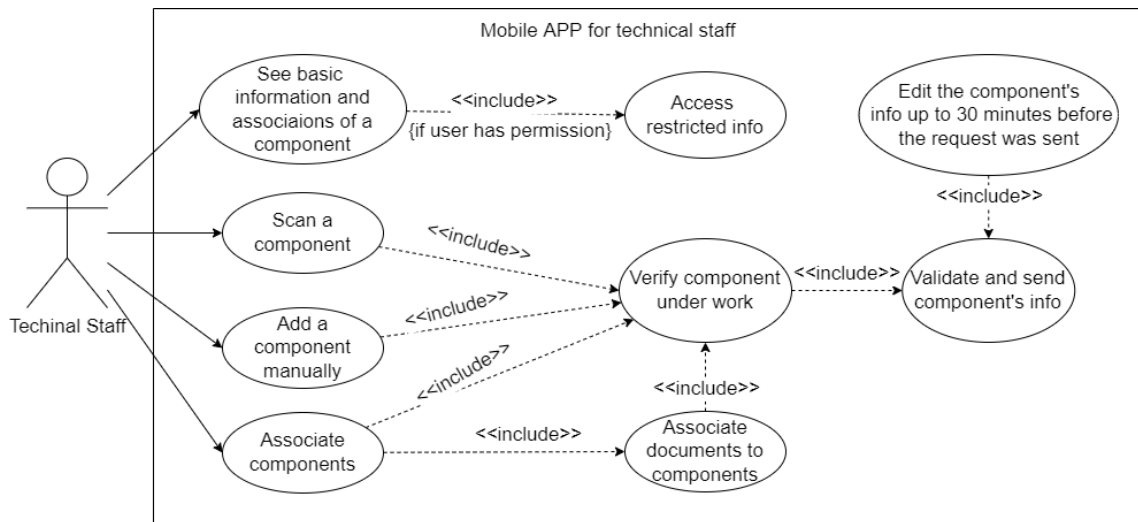 Mobile APP for technical staff
See basic
information and
associaions of a
component
<<include>>
{if user has permission}
Access
restricted info
Edit the component's
info up to 30 minutes before
the request was sent
<<include>>
Scan a
component
<<include>>
Verify component
under work
<<include>>
Validate and send
component's info
Techinal Staff
Add a
component
manually
<<include>>
<<include>>
<<include>>
Associate
components
<<include>>
Associate
documents to
components